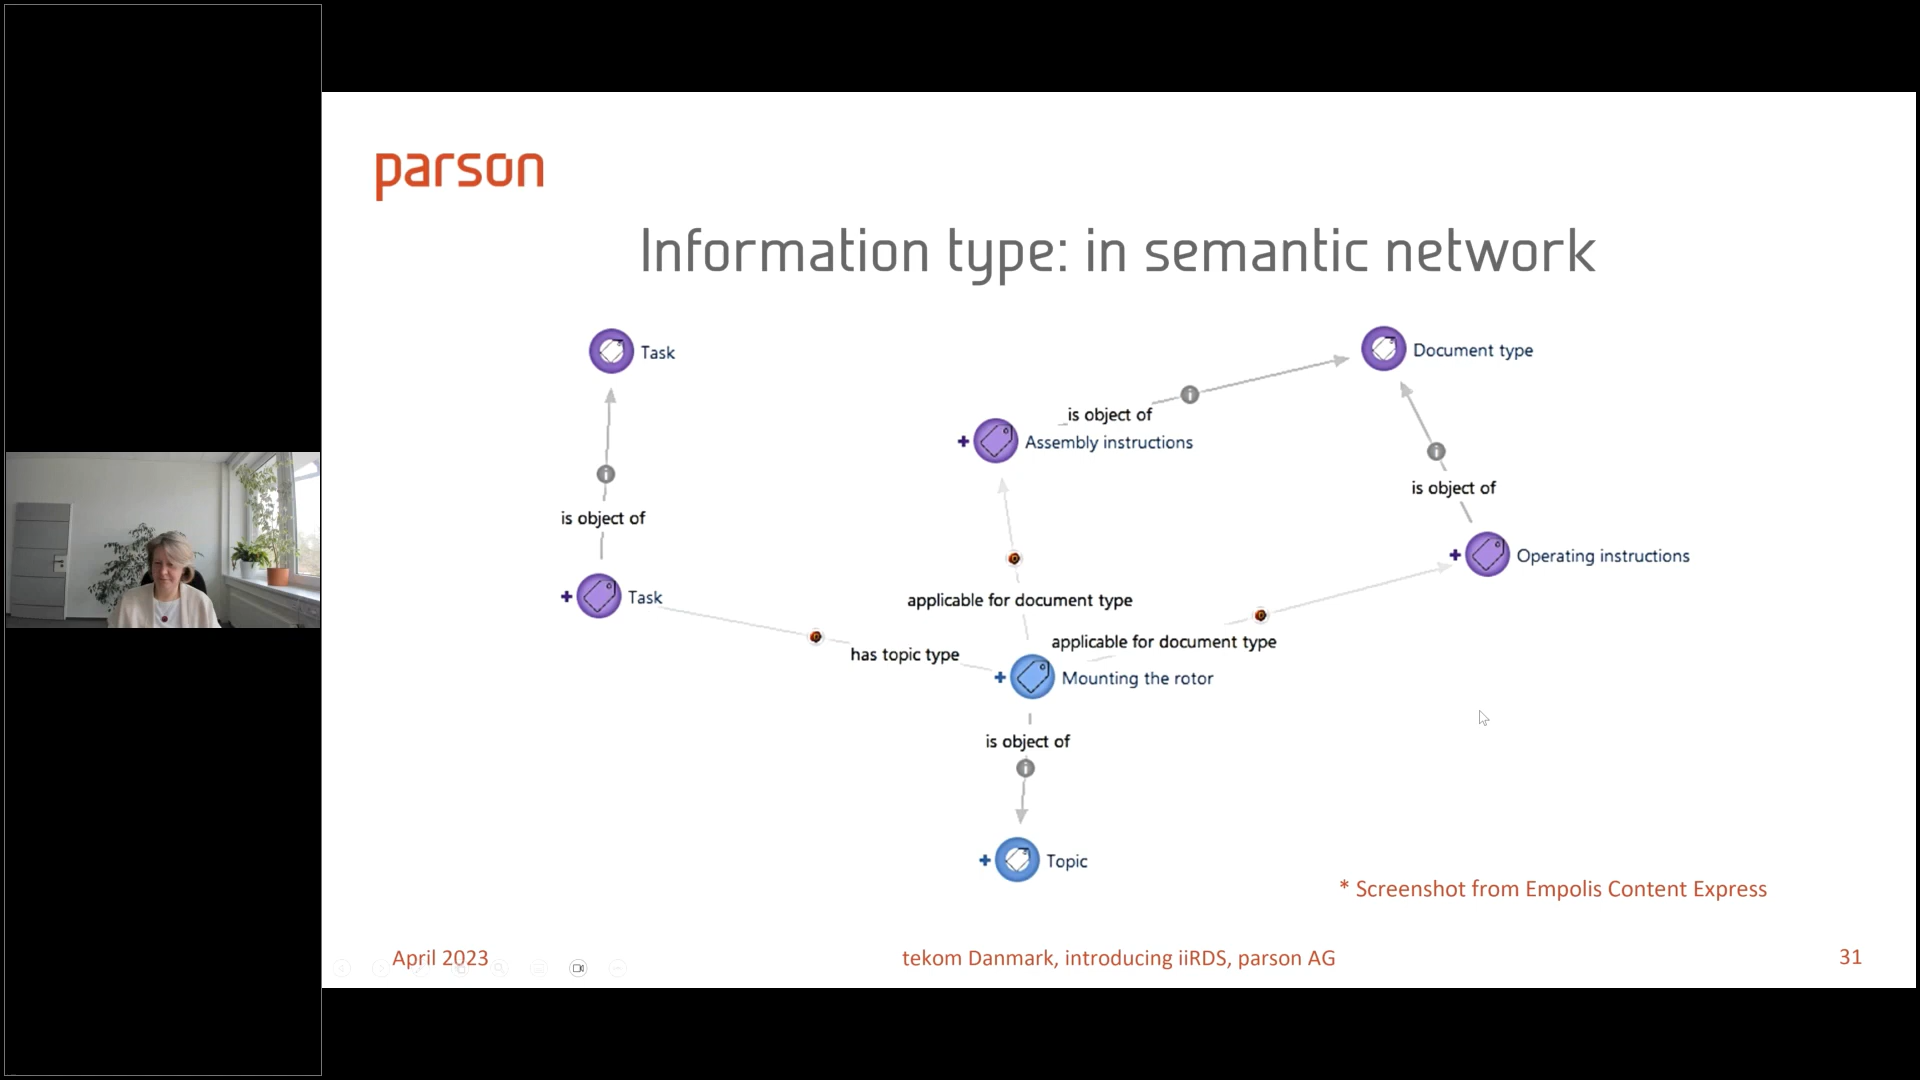 parson
Information type: in semantic network
Task
Document type
is object of
Assembly instructions
is object of
is object of
Operating instructions
Task
applicable for document type
applicable for document type
has topic type
Mounting the rotor
is object of
Topic
* Screenshot from Empolis Content Express
April 2023
tekom Danmark, introducing iiRDS, parson AG
31